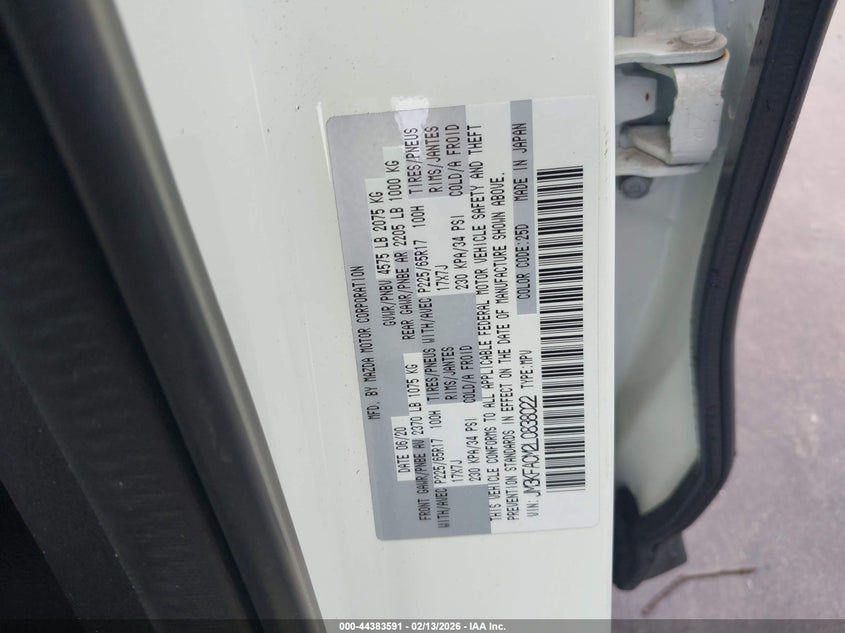 MFD. BY MAZDA MOTOR CORPORATION
DATE 06/20 GVWR/PNBV 4575 LB 2075 KG
FRONT GAWR/PNBE AV 2370 LB 1075 KG REAR GAWR/PNBE AR 2205 LB 1000 KG
WITH/AVEC P225/65R17 100H TIRES/PNEUS WITH/AVEC P225/65R17 100H TIRES/PNEUS
17X7J RIMS/JANTES 17X7J RIMS/JANTES
230 KPA/34 PSI COLD/A FROID 230 KPA/34 PSI COLD/A FROID
THIS VEHICLE CONFORMS TO ALL APPLICABLE FEDERAL MOTOR VEHICLE SAFETY AND THEFT
PREVENTION STANDARDS IN EFFECT ON THE DATE OF MANUFACTURE SHOWN ABOVE.
VIN: JM3KFACM2L0838022 TYPE:MPV COLOR CODE:25D MADE IN JAPAN
000-44383591 - 02/13/2026 - IAA Inc.